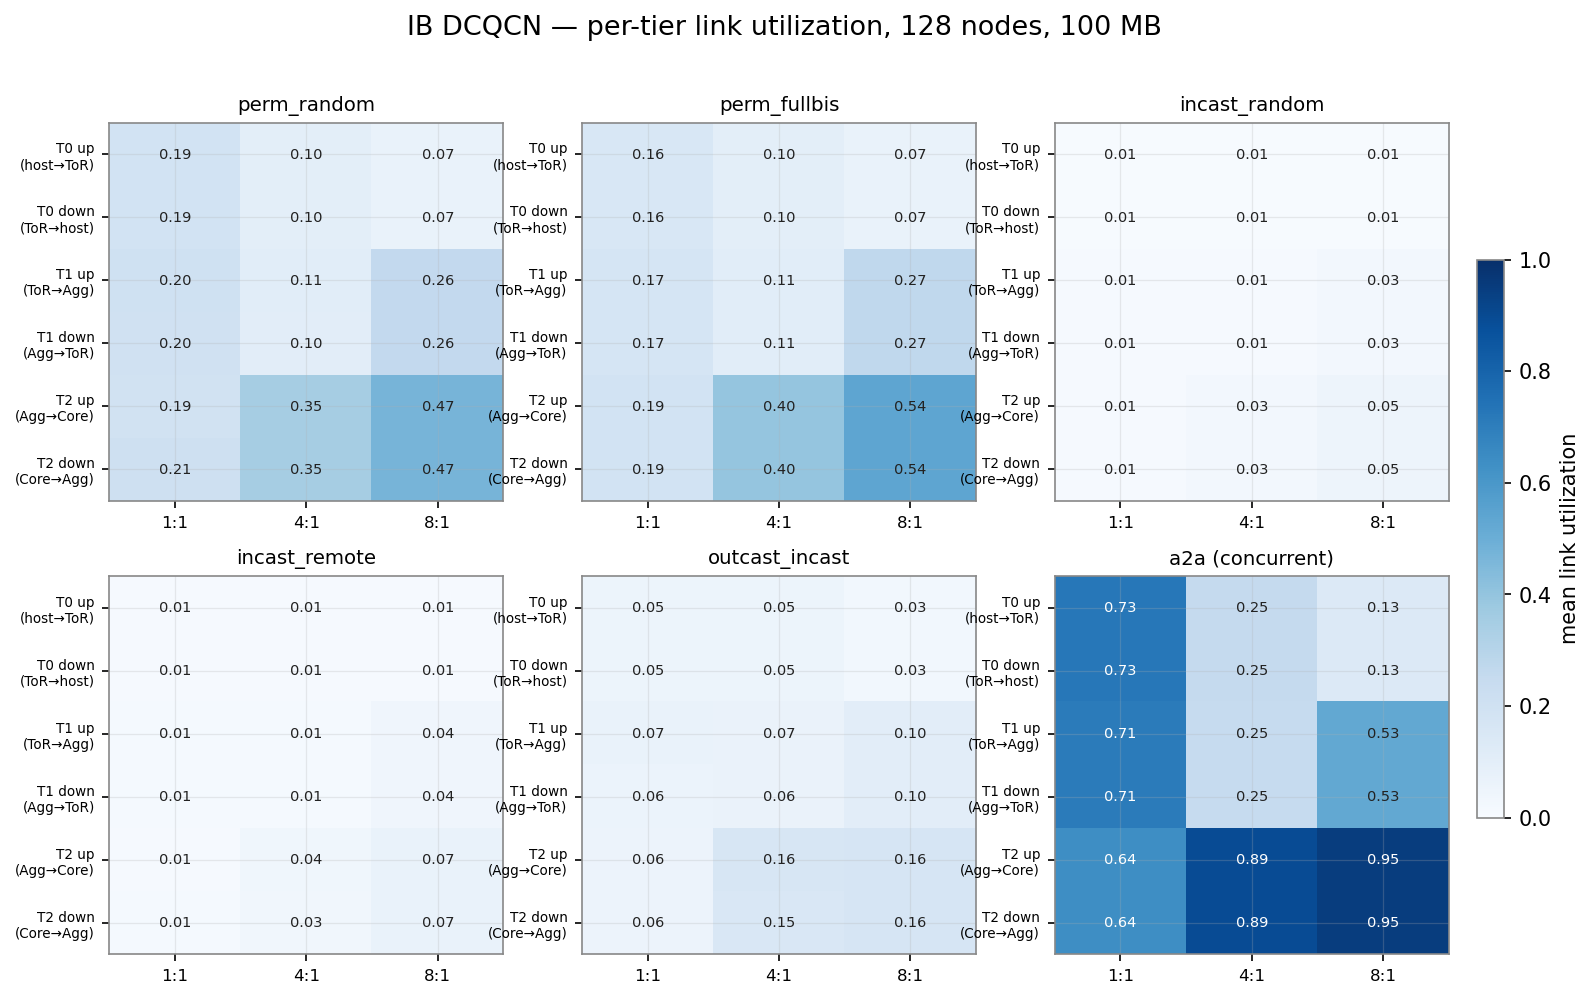 IB DCQCN — per-tier link utilization, 128 nodes, 100 MB
perm_random
T0 up
(host→ToR)
0.19 0.10 0.07
T0 down
(ToR→host)
0.19 0.10 0.07
T1 up
(ToR→Agg)
0.20 0.11 0.26
T1 down
(Agg→ToR)
0.20 0.10 0.26
T2 up
(Agg→Core)
0.19 0.35 0.47
T2 down
(Core→Agg)
0.21 0.35 0.47
1:1 4:1 8:1
perm_fullbis
T0 up
(host→ToR)
0.16 0.10 0.07
T0 down
(ToR→host)
0.16 0.10 0.07
T1 up
(ToR→Agg)
0.17 0.11 0.27
T1 down
(Agg→ToR)
0.17 0.11 0.27
T2 up
(Agg→Core)
0.19 0.40 0.54
T2 down
(Core→Agg)
0.19 0.40 0.54
1:1 4:1 8:1
incast_random
T0 up
(host→ToR)
0.01 0.01 0.01
T0 down
(ToR→host)
0.01 0.01 0.01
T1 up
(ToR→Agg)
0.01 0.01 0.03
T1 down
(Agg→ToR)
0.01 0.01 0.03
T2 up
(Agg→Core)
0.01 0.03 0.05
T2 down
(Core→Agg)
0.01 0.03 0.05
1:1 4:1 8:1
incast_remote
T0 up
(host→ToR)
0.01 0.01 0.01
T0 down
(ToR→host)
0.01 0.01 0.01
T1 up
(ToR→Agg)
0.01 0.01 0.04
T1 down
(Agg→ToR)
0.01 0.01 0.04
T2 up
(Agg→Core)
0.01 0.04 0.07
T2 down
(Core→Agg)
0.01 0.03 0.07
1:1 4:1 8:1
outcast_incast
T0 up
(host→ToR)
0.05 0.05 0.03
T0 down
(ToR→host)
0.05 0.05 0.03
T1 up
(ToR→Agg)
0.07 0.07 0.10
T1 down
(Agg→ToR)
0.06 0.06 0.10
T2 up
(Agg→Core)
0.06 0.16 0.16
T2 down
(Core→Agg)
0.06 0.15 0.16
1:1 4:1 8:1
a2a (concurrent)
T0 up
(host→ToR)
0.73 0.25 0.13
T0 down
(ToR→host)
0.73 0.25 0.13
T1 up
(ToR→Agg)
0.71 0.25 0.53
T1 down
(Agg→ToR)
0.71 0.25 0.53
T2 up
(Agg→Core)
0.64 0.89 0.95
T2 down
(Core→Agg)
0.64 0.89 0.95
1:1 4:1 8:1
1.0
0.8
0.6
0.4
0.2
0.0
mean link utilization